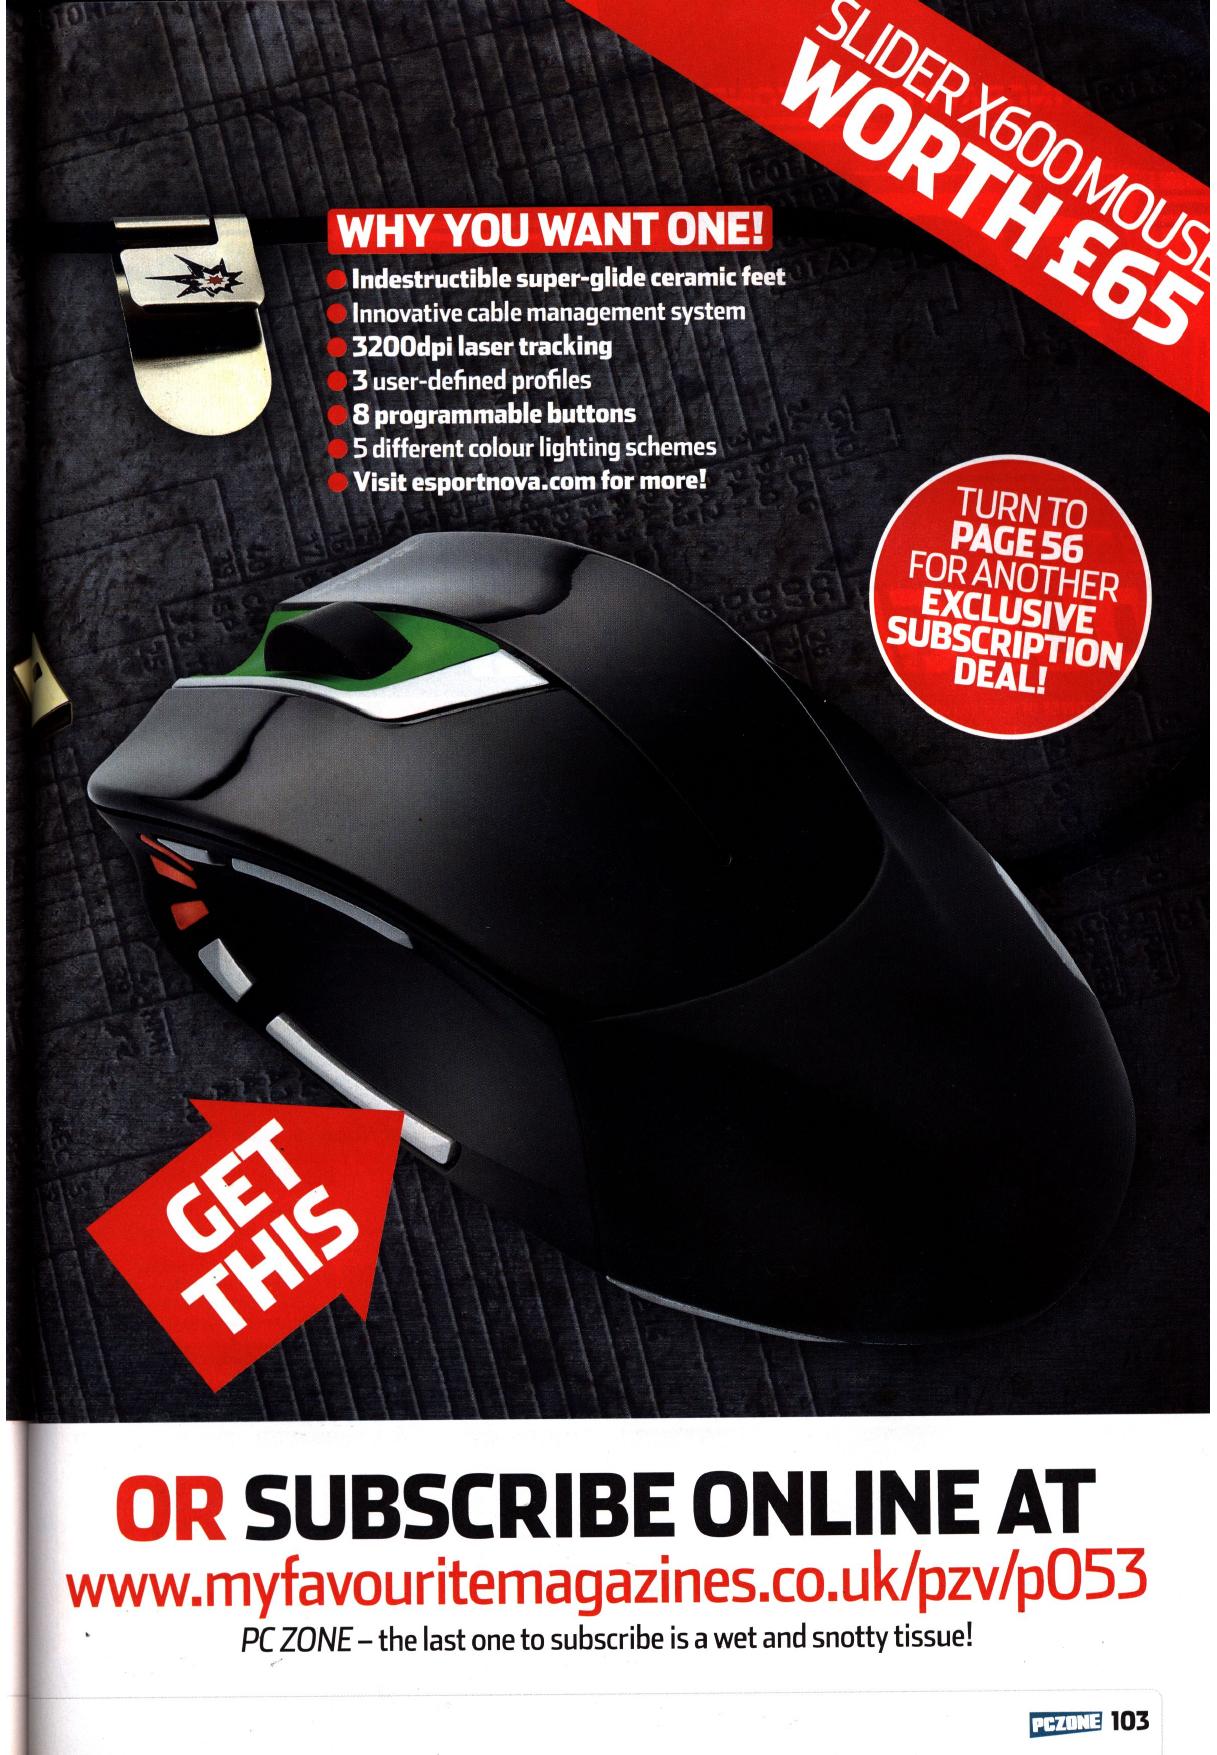 SLIDER X600 MOUSE
WORTH £65
WHY YOU WANT ONE!
Indestructible super-glide ceramic feet
Innovative cable management system
3200dpi laser tracking
3 user-defined profiles
8 programmable buttons
5 different colour lighting schemes
Visit esportnova.com for more!
TURN TO
PAGE 56
FOR ANOTHER
EXCLUSIVE
SUBSCRIPTION
DEAL!
GET
THIS
OR SUBSCRIBE ONLINE AT
www.myfavouritemagazines.co.uk/pzv/p053
PC ZONE – the last one to subscribe is a wet and snotty tissue!
PCZONE 103